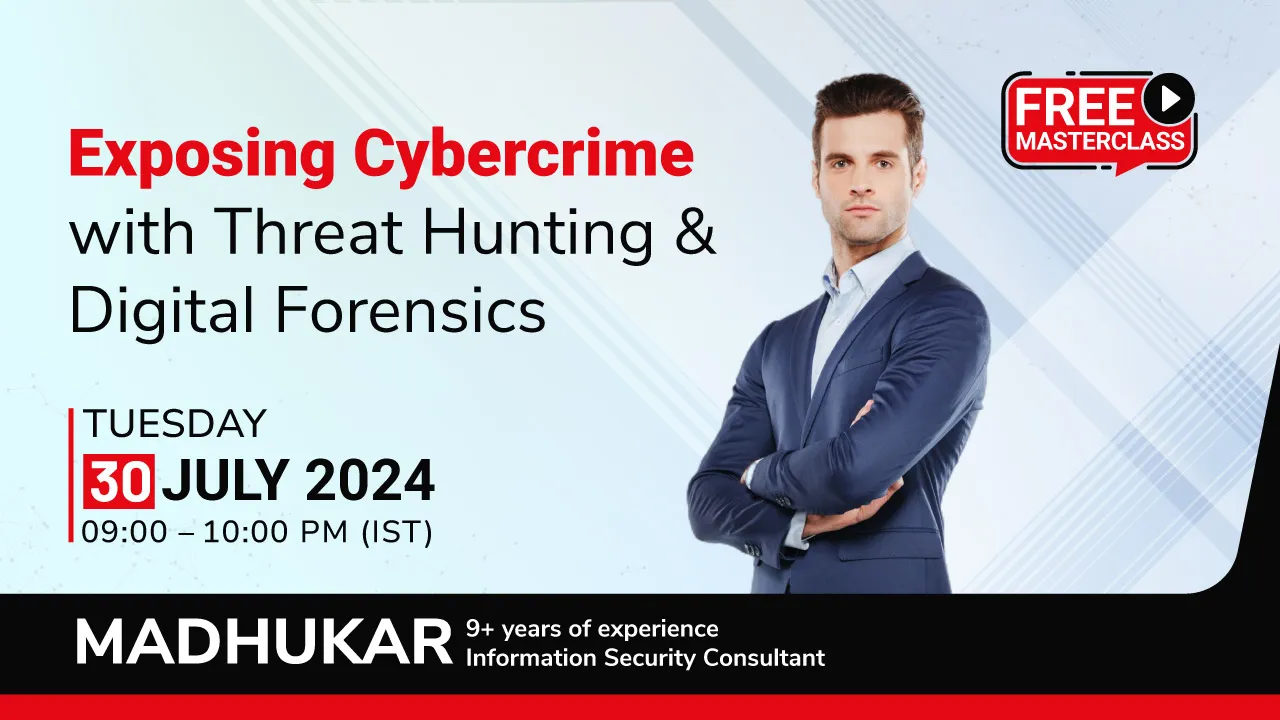 FREE
MASTERCLASS
Exposing Cybercrime
with Threat Hunting &
Digital Forensics
TUESDAY
30 JULY 2024
09:00 – 10:00 PM (IST)
MADHUKAR
9+ years of experience
Information Security Consultant